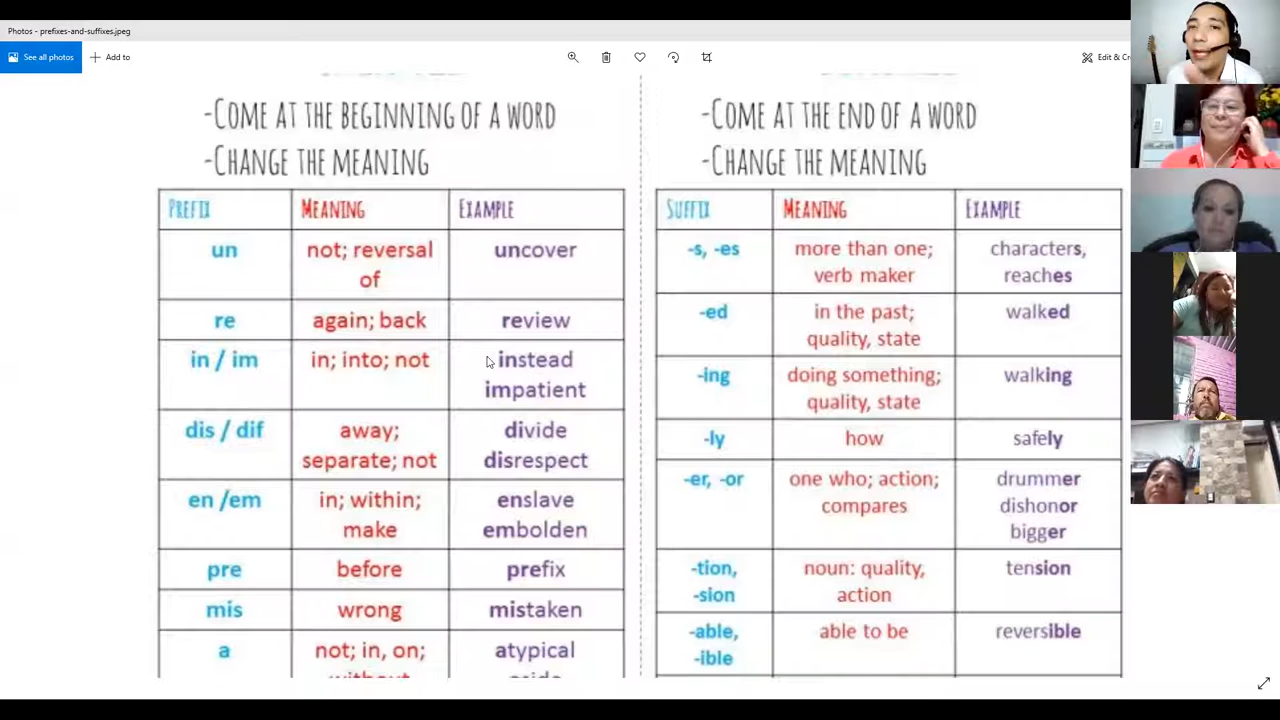 Photos - prefixes-and-suffixes.jpeg
See all photos
Add to
Edit & Cr
-COME AT THE BEGINNING OF A WORD
-CHANGE THE MEANING
PREFIX MEANING EXAMPLE
un not; reversal of uncover
re again; back review
in / im in; into; not instead
impatient
dis / dif away; divide
separate; not disrespect
en /em in; within; enslave
make embolden
pre before prefix
mis wrong mistaken
a not; in, on; atypical
-COME AT THE END OF A WORD
-CHANGE THE MEANING
SUFFIX MEANING EXAMPLE
-s, -es more than one; characters,
verb maker reaches
-ed in the past; walked
quality, state
-ing doing something; walking
quality, state
-ly how safely
-er, -or one who; action; drummer
compares dishonor
bigger
-tion, noun: quality, tension
-sion action
-able, able to be reversible
-ible